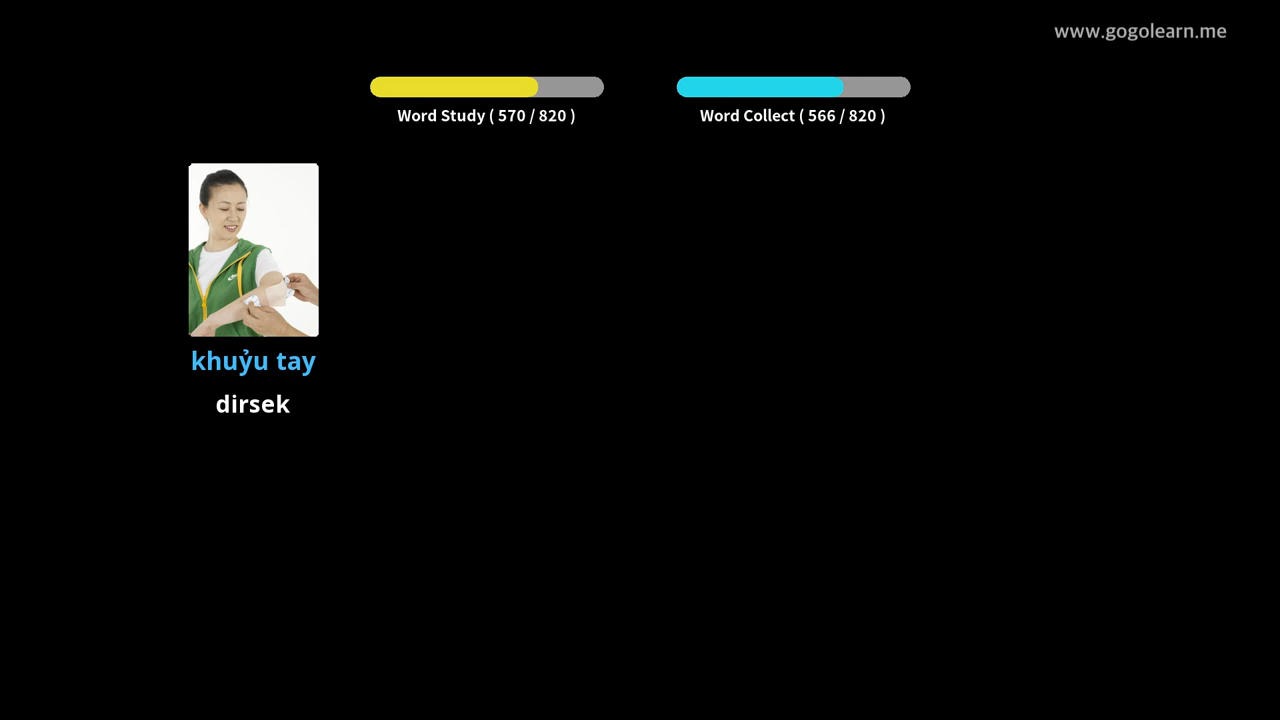 www.gogolearn.me
Word Study ( 570 / 820 )
Word Collect ( 566 / 820 )
khuỷu tay
dirsek